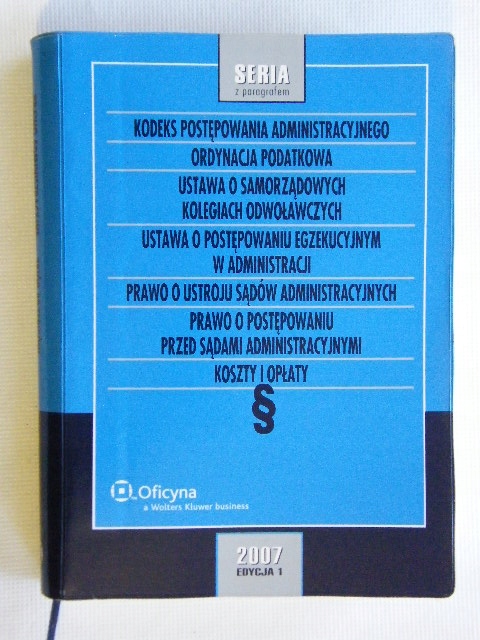 SERIA
z paragrafem
KODEKS POSTĘPOWANIA ADMINISTRACYJNEGO
ORDYNACJA PODATKOWA
USTAWA O SAMORZĄDOWYCH
KOLEGIACH ODWOŁAWCZYCH
USTAWA O POSTĘPOWANIU EGZEKUCYJNYM
W ADMINISTRACJI
PRAWO O USTROJU SĄDÓW ADMINISTRACYJNYCH
PRAWO O POSTĘPOWANIU
PRZED SĄDAMI ADMINISTRACYJNYMI
KOSZTY I OPŁATY
§
Oficyna
a Wolters Kluwer business
2007
EDYCJA 1